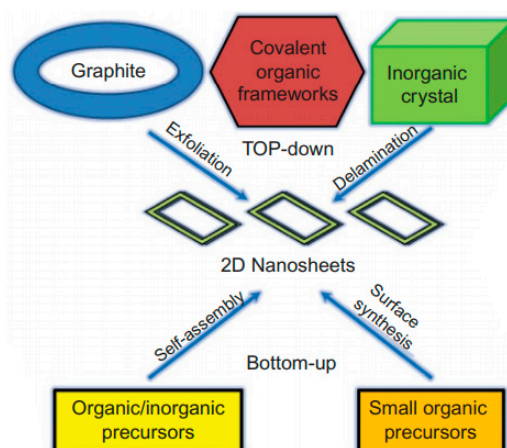 Graphite
Covalent
organic
frameworks
Inorganic
crystal
Exfoliation
TOP-down
Delamination
2D Nanosheets
Self-assembly
Surface
synthesis
Bottom-up
Organic/inorganic
precursors
Small organic
precursors